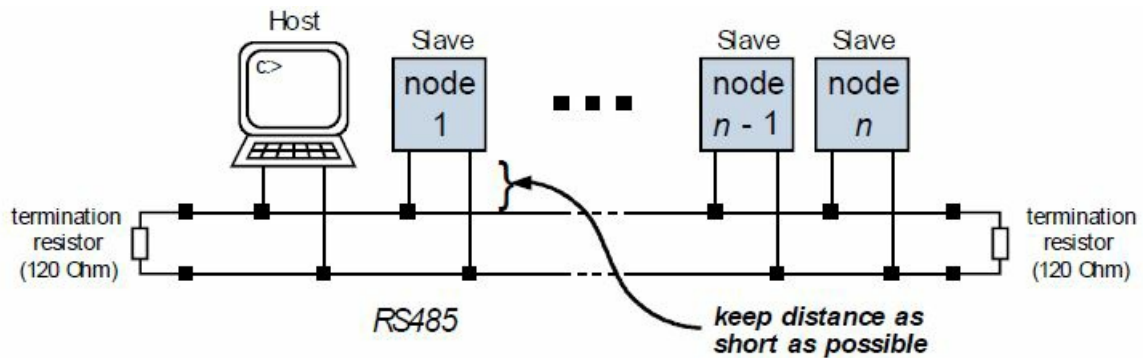 Host
c:>
Slave
node
1
Slave
node
n - 1
Slave
node
n
termination
resistor
(120 Ohm)
termination
resistor
(120 Ohm)
RS485
keep distance as
short as possible